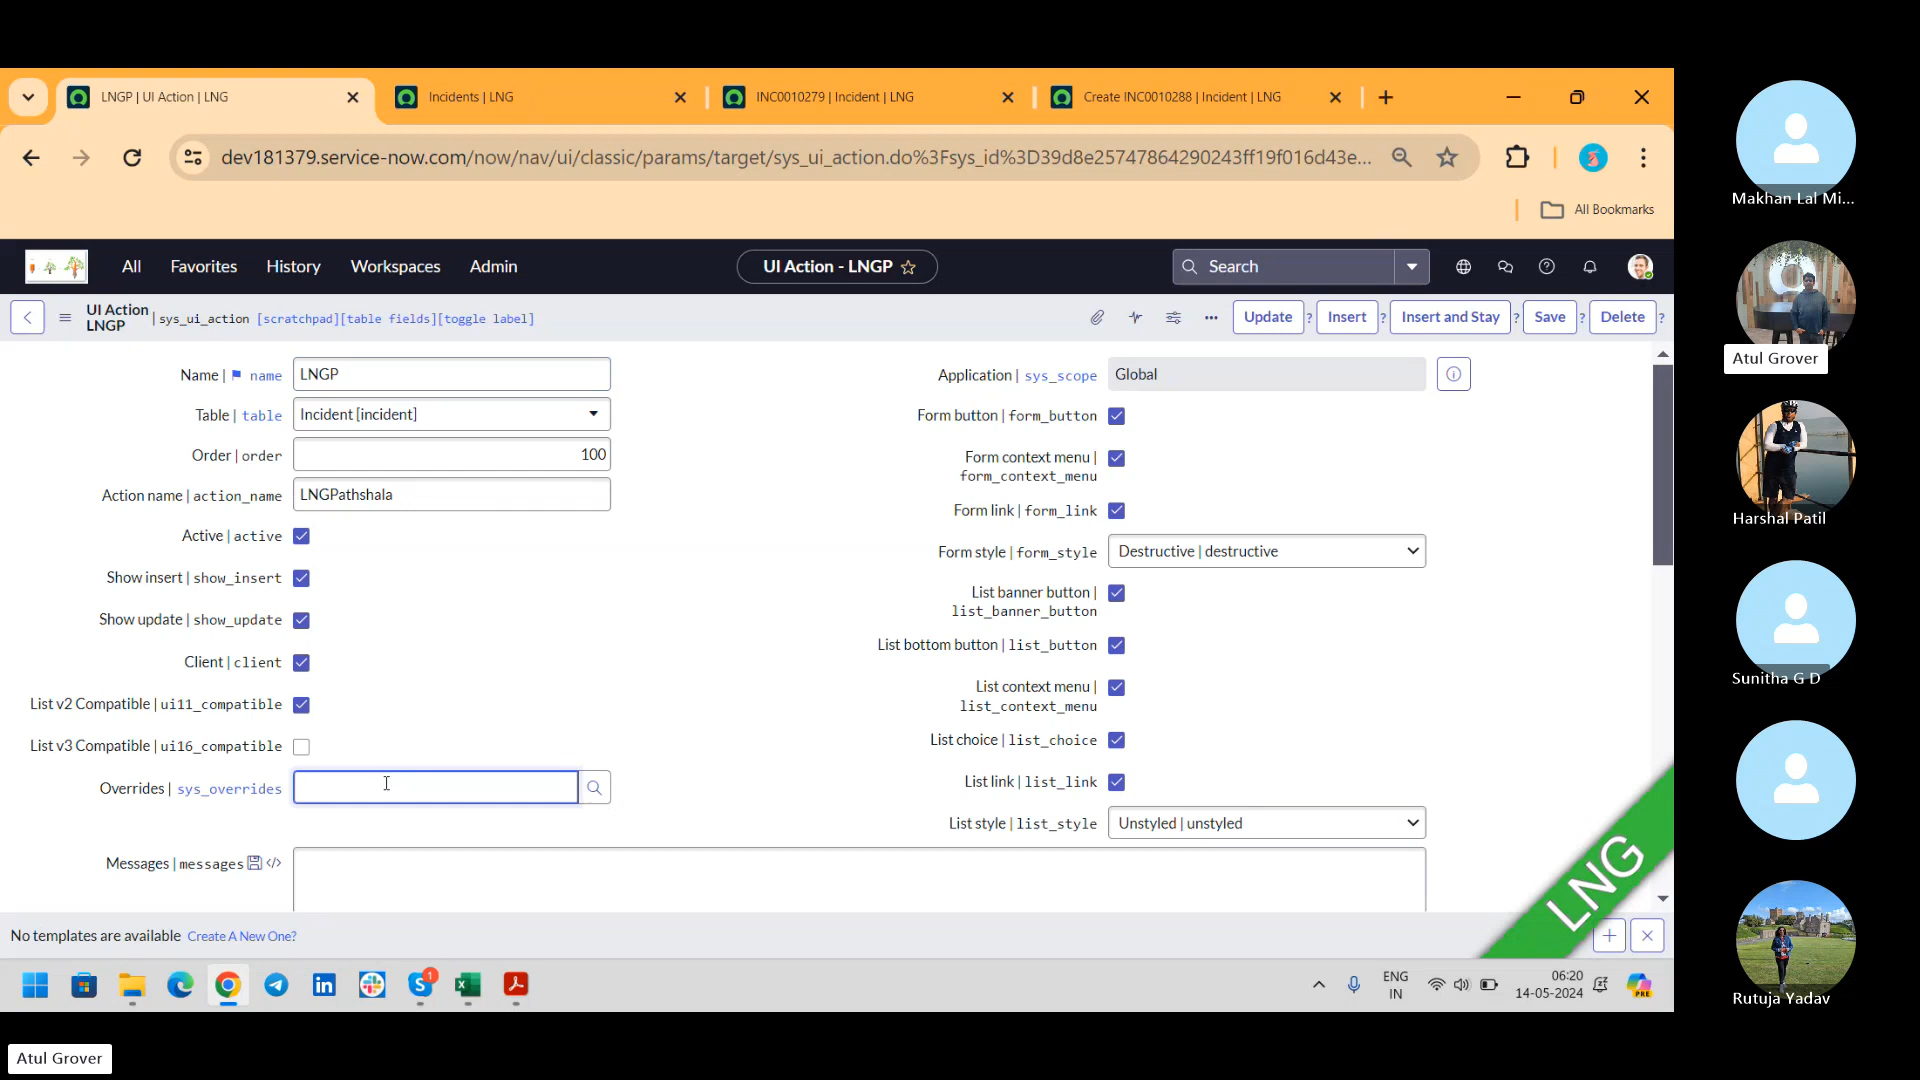 LNGP | UI Action | LNG
Incidents | LNG
INC0010279 | Incident | LNG
Create INC0010288 | Incident | LNG
dev181379.service-now.com/now/nav/ui/classic/params/target/sys_ui_action.do%3Fsys_id%3D39d8e25747864290243ff19f016d43e...
All Bookmarks
All
Favorites
History
Workspaces
Admin
UI Action - LNGP
Search
UI Action
LNGP
| sys_ui_action [scratchpad][table fields][toggle label]
Update
?
Insert
?
Insert and Stay
?
Save
?
Delete
?
Name | name
LNGP
Table | table
Incident [incident]
Order | order
100
Action name | action_name
LNGPathshala
Active | active
Show insert | show_insert
Show update | show_update
Client | client
List v2 Compatible | ui11_compatible
List v3 Compatible | ui16_compatible
Overrides | sys_overrides
Messages | messages
Application | sys_scope
Global
Form button | form_button
Form context menu |
form_context_menu
Form link | form_link
Form style | form_style
Destructive | destructive
List banner button |
list_banner_button
List bottom button | list_button
List context menu |
list_context_menu
List choice | list_choice
List link | list_link
List style | list_style
Unstyled | unstyled
LNG
No templates are available Create A New One?
1
ENG
IN
06:20
14-05-2024
PRE
Makhan Lal Mi...
Atul Grover
Harshal Patil
Sunitha G D
Rutuja Yadav
Atul Grover